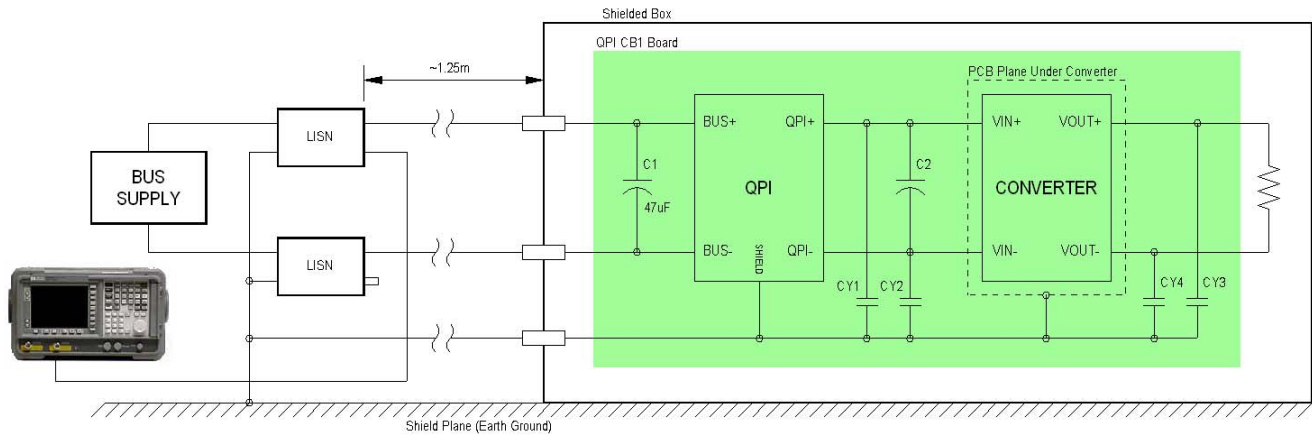 Shielded Box
QPI CB1 Board
~1.25m
PCB Plane Under Converter
LISN
BUS+
QPI+
VIN+
VOUT+
C1
C2
BUS
SUPPLY
QPI
CONVERTER
47uF
LISN
BUS-
SHIELD
QPI-
VIN-
VOUT-
CY1
CY2
CY4
CY3
Shield Plane (Earth Ground)